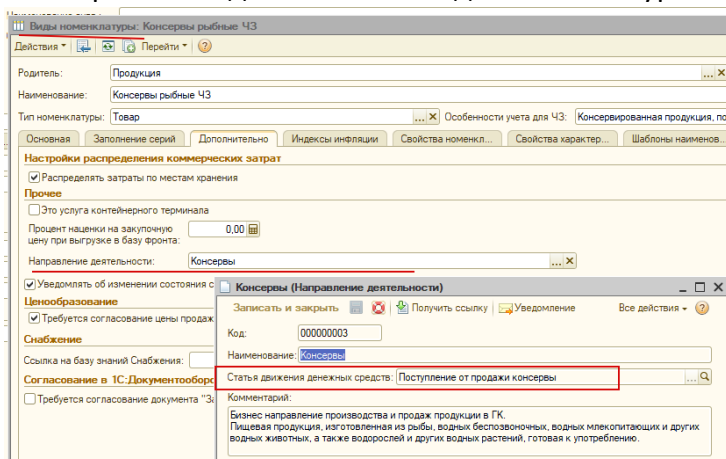 Виды номенклатуры: Консервы рыбные ЧЗ
Действия Перейти
Родитель: Продукция ... X
Наименование: Консервы рыбные ЧЗ
Тип номенклатуры: Товар ... X Особенности учета для ЧЗ: Консервированная продукция, по
Основная Заполнение серий Дополнительно Индексы инфляции Свойства номенкл... Свойства характер... Шаблоны наименов...
Настройки распределения коммерческих затрат
Распределять затраты по местам хранения
Прочее
Это услуга контейнерного терминала
Процент наценки на закупочную цену при выгрузке в базу фронта: 0,00
Направление деятельности: Консервы ... X
Уведомлять об изменении состояния с
Ценообразование
Требуется согласование цены продаж
Снабжение
Ссылка на базу знаний Снабжения:
Согласование в 1С:Документооборо
Требуется согласование документа "За
Консервы (Направление деятельности)
Записать и закрыть Получить ссылку Уведомление Все действия
Код: 000000003
Наименование: Консервы
Статья движения денежных средств: Поступление от продажи консервы ...
Комментарий:
Бизнес направление производства и продаж продукции в ГК.
Пищевая продукция, изготовленная из рыбы, водных беспозвоночных, водных млекопитающих и других
водных животных, а также водорослей и других водных растений, готовая к употреблению.